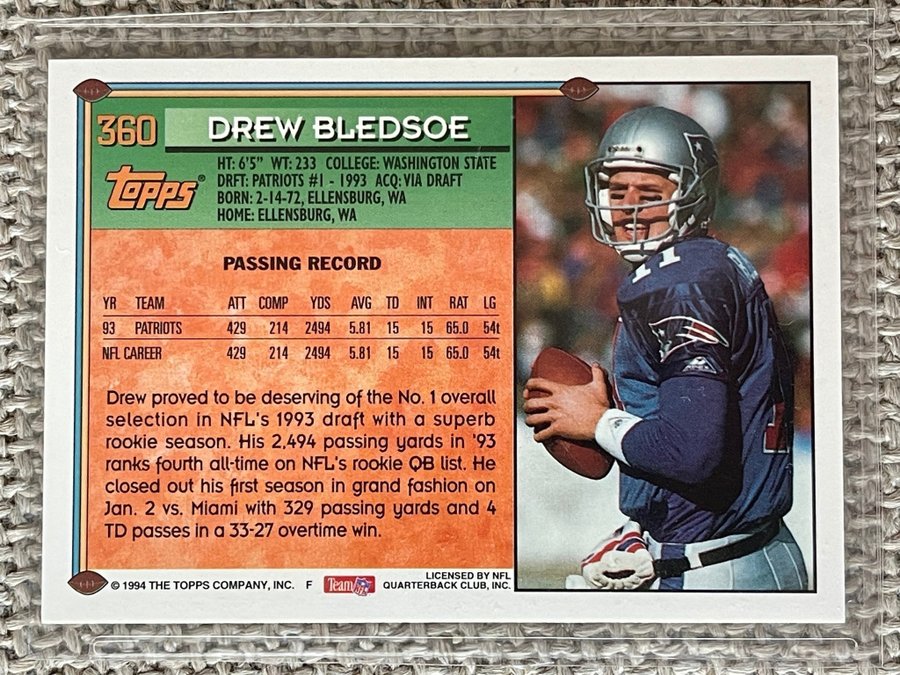 360 DREW BLEDSOE
Topps®
HT: 6'5" WT: 233 COLLEGE: WASHINGTON STATE
DRFT: PATRIOTS #1 - 1993 ACQ: VIA DRAFT
BORN: 2-14-72, ELLENSBURG, WA
HOME: ELLENSBURG, WA
PASSING RECORD
YR TEAM ATT COMP YDS AVG TD INT RAT LG
93 PATRIOTS 429 214 2494 5.81 15 15 65.0 54t
NFL CAREER 429 214 2494 5.81 15 15 65.0 54t
Drew proved to be deserving of the No. 1 overall
selection in NFL's 1993 draft with a superb
rookie season. His 2,494 passing yards in '93
ranks fourth all-time on NFL's rookie QB list. He
closed out his first season in grand fashion on
Jan. 2 vs. Miami with 329 passing yards and 4
TD passes in a 33-27 overtime win.
© 1994 THE TOPPS COMPANY, INC. F Team NFL
LICENSED BY NFL
QUARTERBACK CLUB, INC.
11